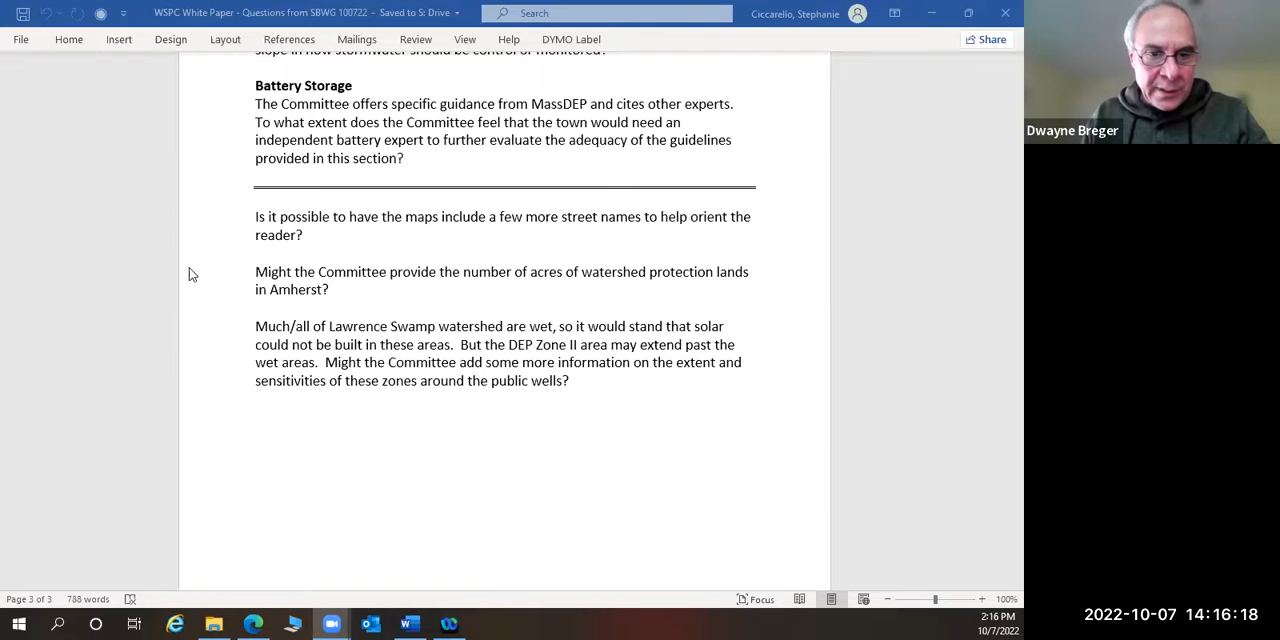 WSPC White Paper - Questions from SBWG 100722 - Saved to S: Drive
Search
Ciccarello, Stephanie
File Home Insert Design Layout References Mailings Review View Help DYMO Label
Share
slope in how stormwater should be control or monitored?
Battery Storage
The Committee offers specific guidance from MassDEP and cites other experts.
To what extent does the Committee feel that the town would need an
independent battery expert to further evaluate the adequacy of the guidelines
provided in this section?
Is it possible to have the maps include a few more street names to help orient the
reader?
Might the Committee provide the number of acres of watershed protection lands
in Amherst?
Much/all of Lawrence Swamp watershed are wet, so it would stand that solar
could not be built in these areas.  But the DEP Zone II area may extend past the
wet areas.  Might the Committee add some more information on the extent and
sensitivities of these zones around the public wells?
Page 3 of 3 788 words
Focus
100%
2:16 PM
10/7/2022
Dwayne Breger
2022-10-07 14:16:18